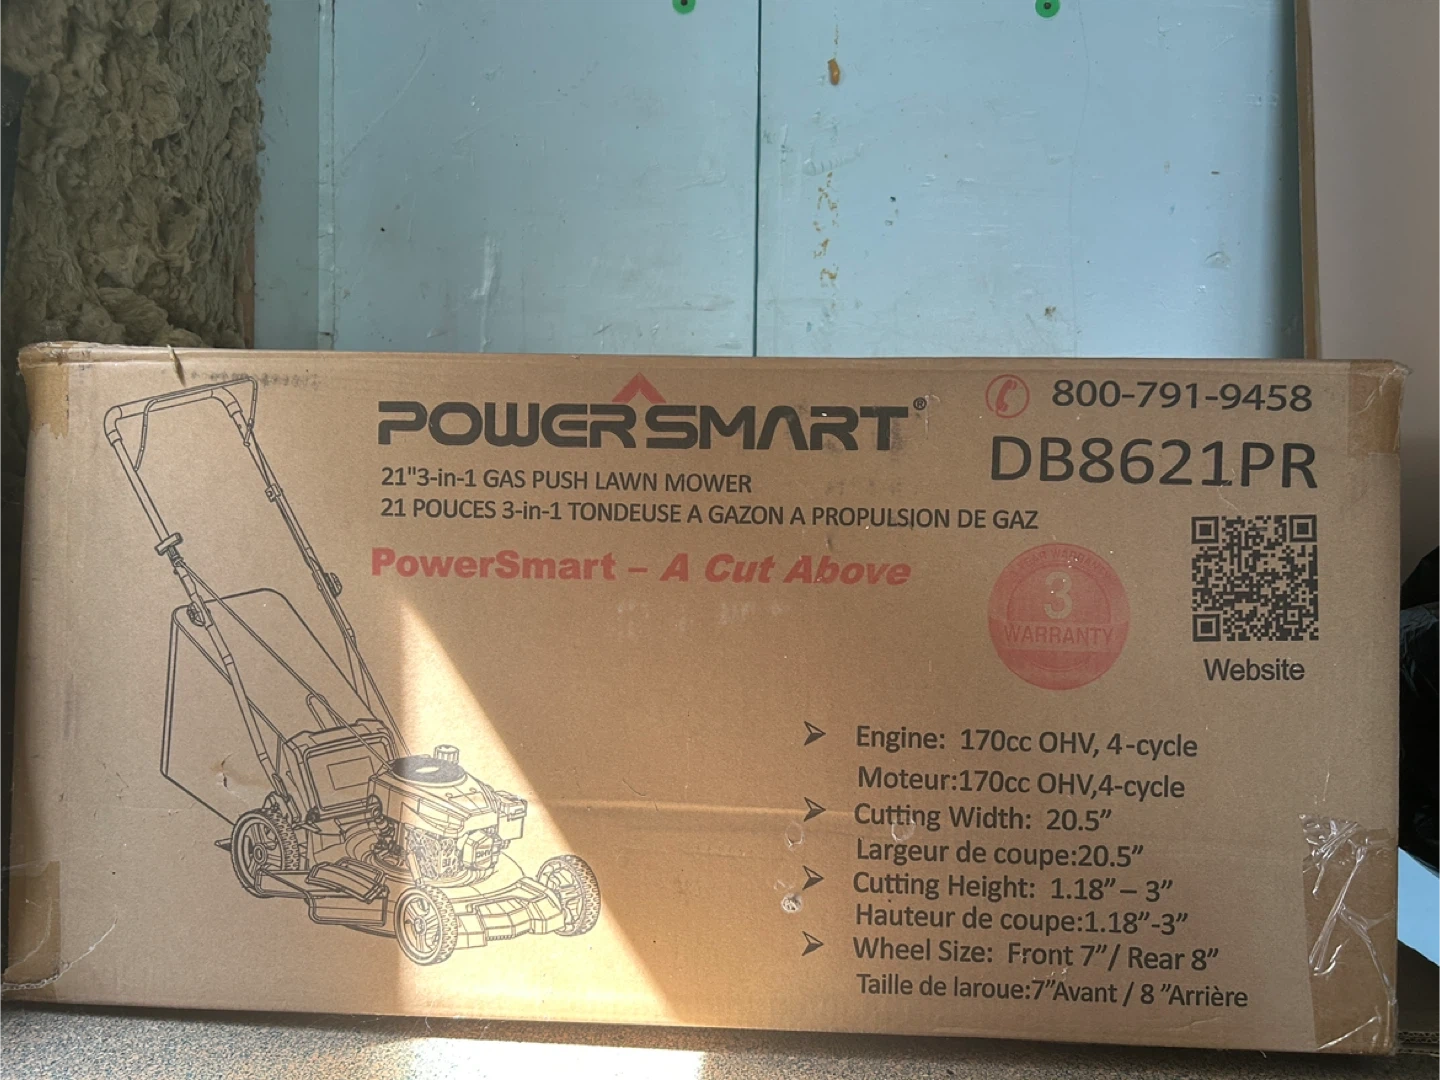 POWERSMART®
800-791-9458
DB8621PR
21"3-in-1 GAS PUSH LAWN MOWER
21 POUCES 3-in-1 TONDEUSE A GAZON A PROPULSION DE GAZ
PowerSmart – A Cut Above
3
WARRANTY
Website
Engine: 170cc OHV, 4-cycle
Moteur:170cc OHV,4-cycle
Cutting Width: 20.5”
Largeur de coupe:20.5”
Cutting Height: 1.18” – 3”
Hauteur de coupe:1.18”-3”
Wheel Size: Front 7”/ Rear 8”
Taille de laroue:7”Avant / 8 ”Arrière
OHV